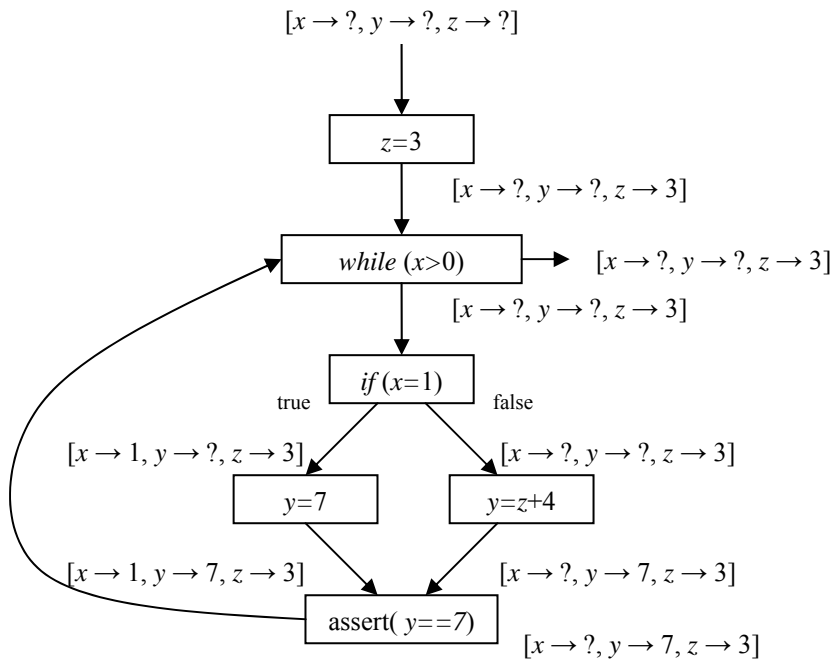 [x → ?, y → ?, z → ?]
z=3
[x → ?, y → ?, z → 3]
while (x>0)
[x → ?, y → ?, z → 3]
[x → ?, y → ?, z → 3]
if (x=1)
true
false
[x → 1, y → ?, z → 3]
[x → ?, y → ?, z → 3]
y=7
y=z+4
[x → 1, y → 7, z → 3]
[x → ?, y → 7, z → 3]
assert( y==7)
[x → ?, y → 7, z → 3]